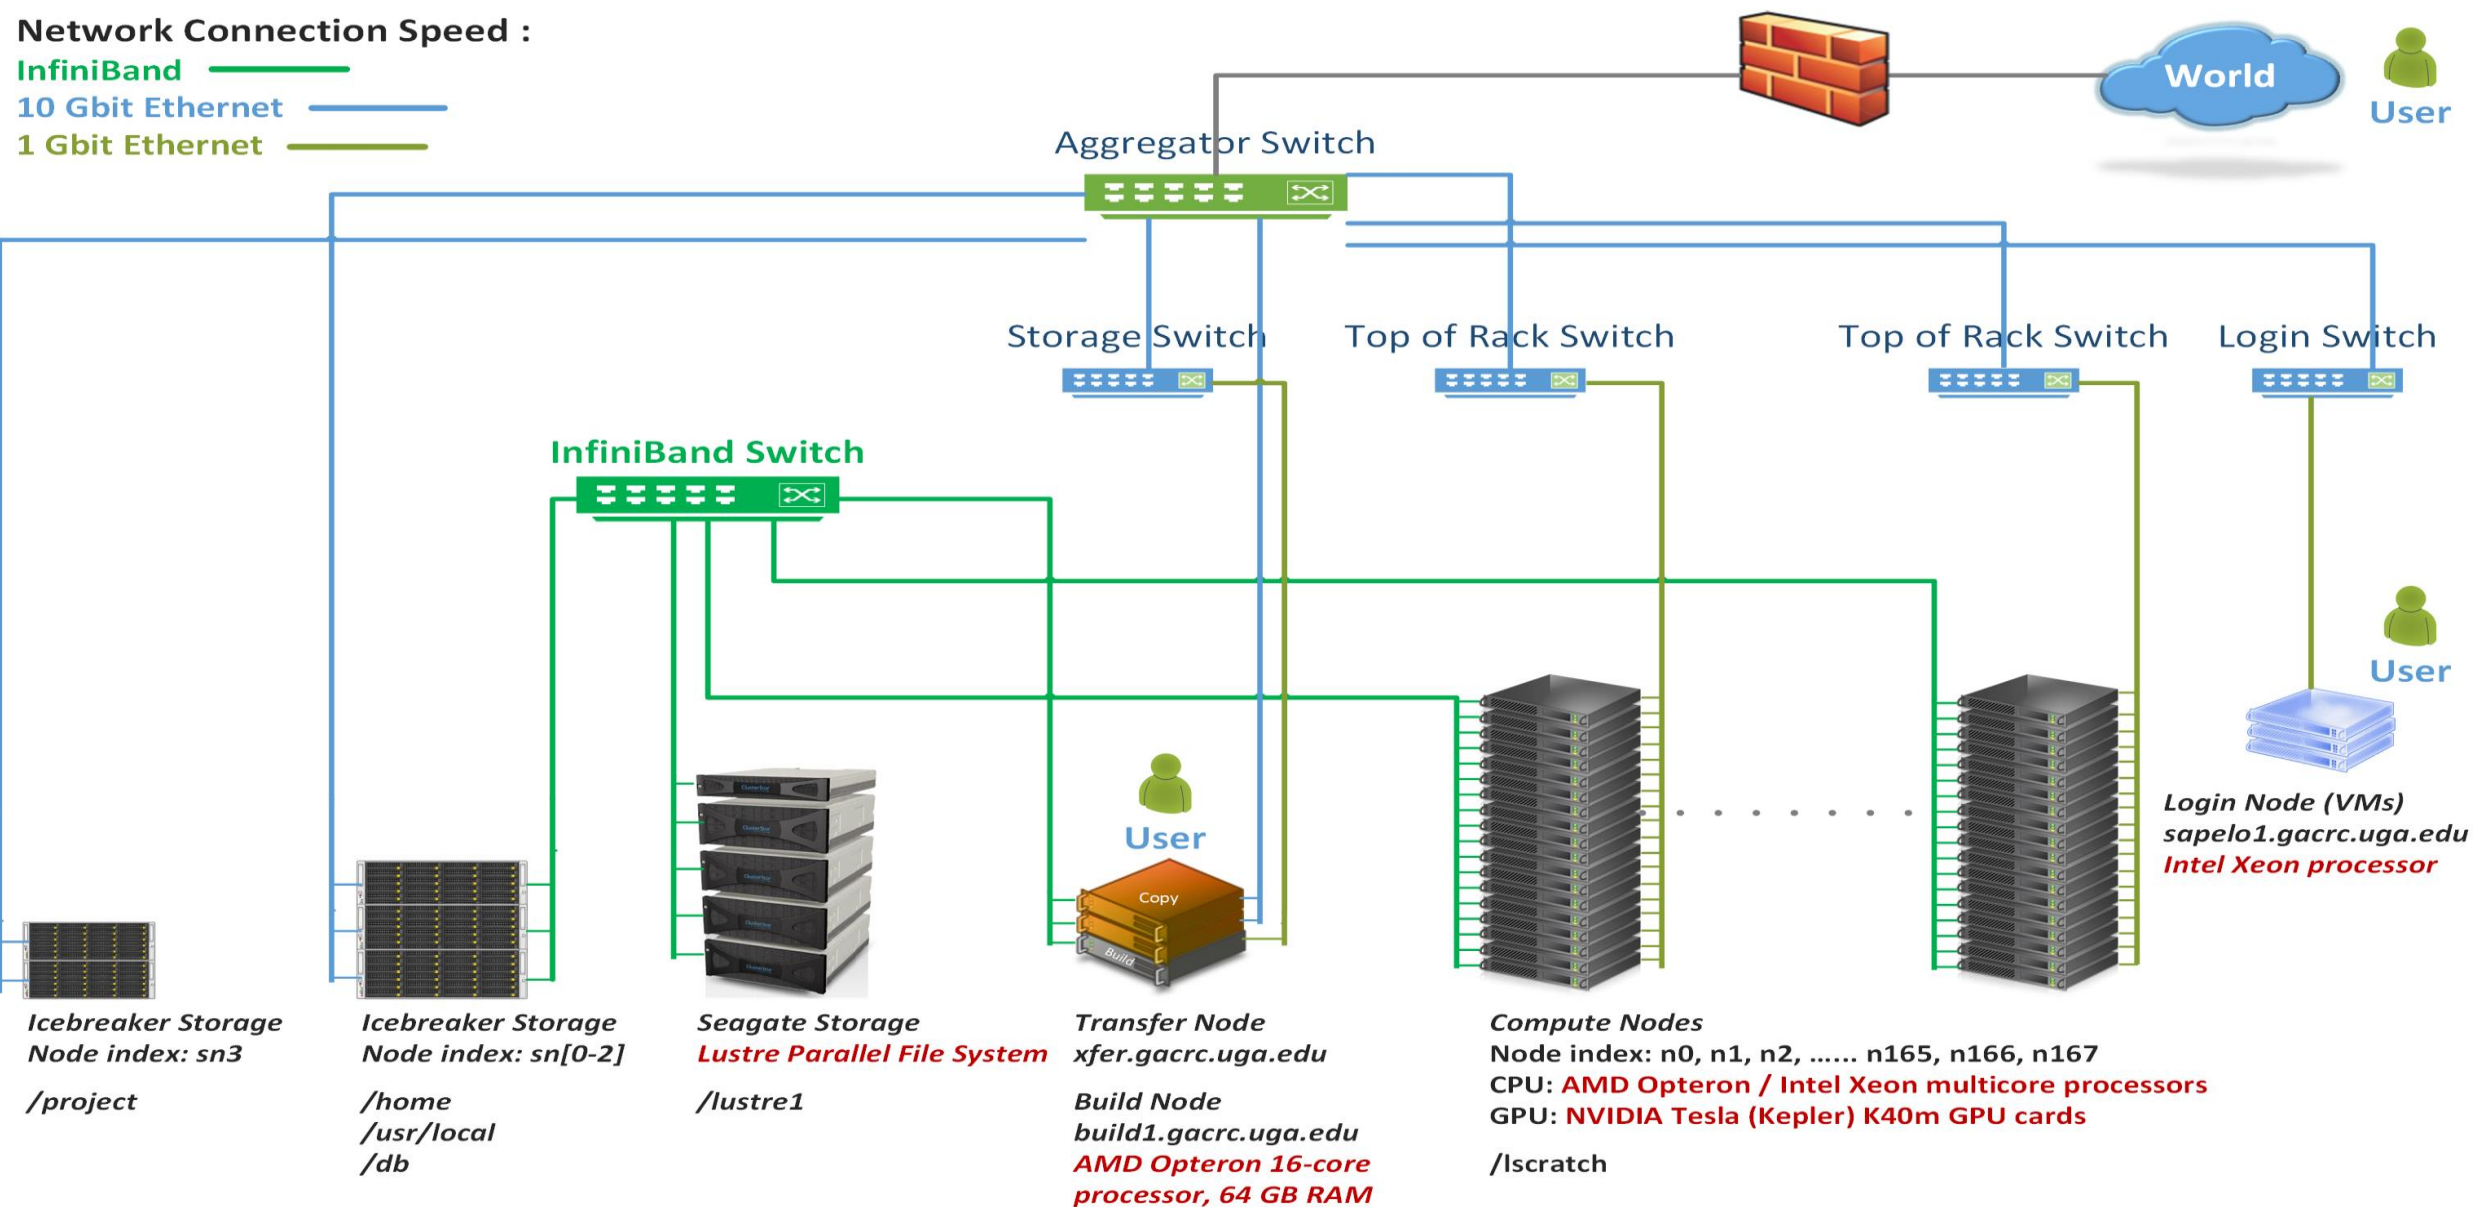 Network Connection Speed :
InfiniBand
10 Gbit Ethernet
1 Gbit Ethernet
World
User
Aggregator Switch
Storage Switch
Top of Rack Switch
Top of Rack Switch
Login Switch
InfiniBand Switch
User
User
Copy
Build
Login Node (VMs)
sapelo1.gacrc.uga.edu
Intel Xeon processor
Icebreaker Storage
Node index: sn3
/project
Icebreaker Storage
Node index: sn[0-2]
/home
/usr/local
/db
Seagate Storage
Lustre Parallel File System
/lustre1
Transfer Node
xfer.gacrc.uga.edu
Build Node
build1.gacrc.uga.edu
AMD Opteron 16-core
processor, 64 GB RAM
Compute Nodes
Node index: n0, n1, n2, ...... n165, n166, n167
CPU: AMD Opteron / Intel Xeon multicore processors
GPU: NVIDIA Tesla (Kepler) K40m GPU cards
/lscratch